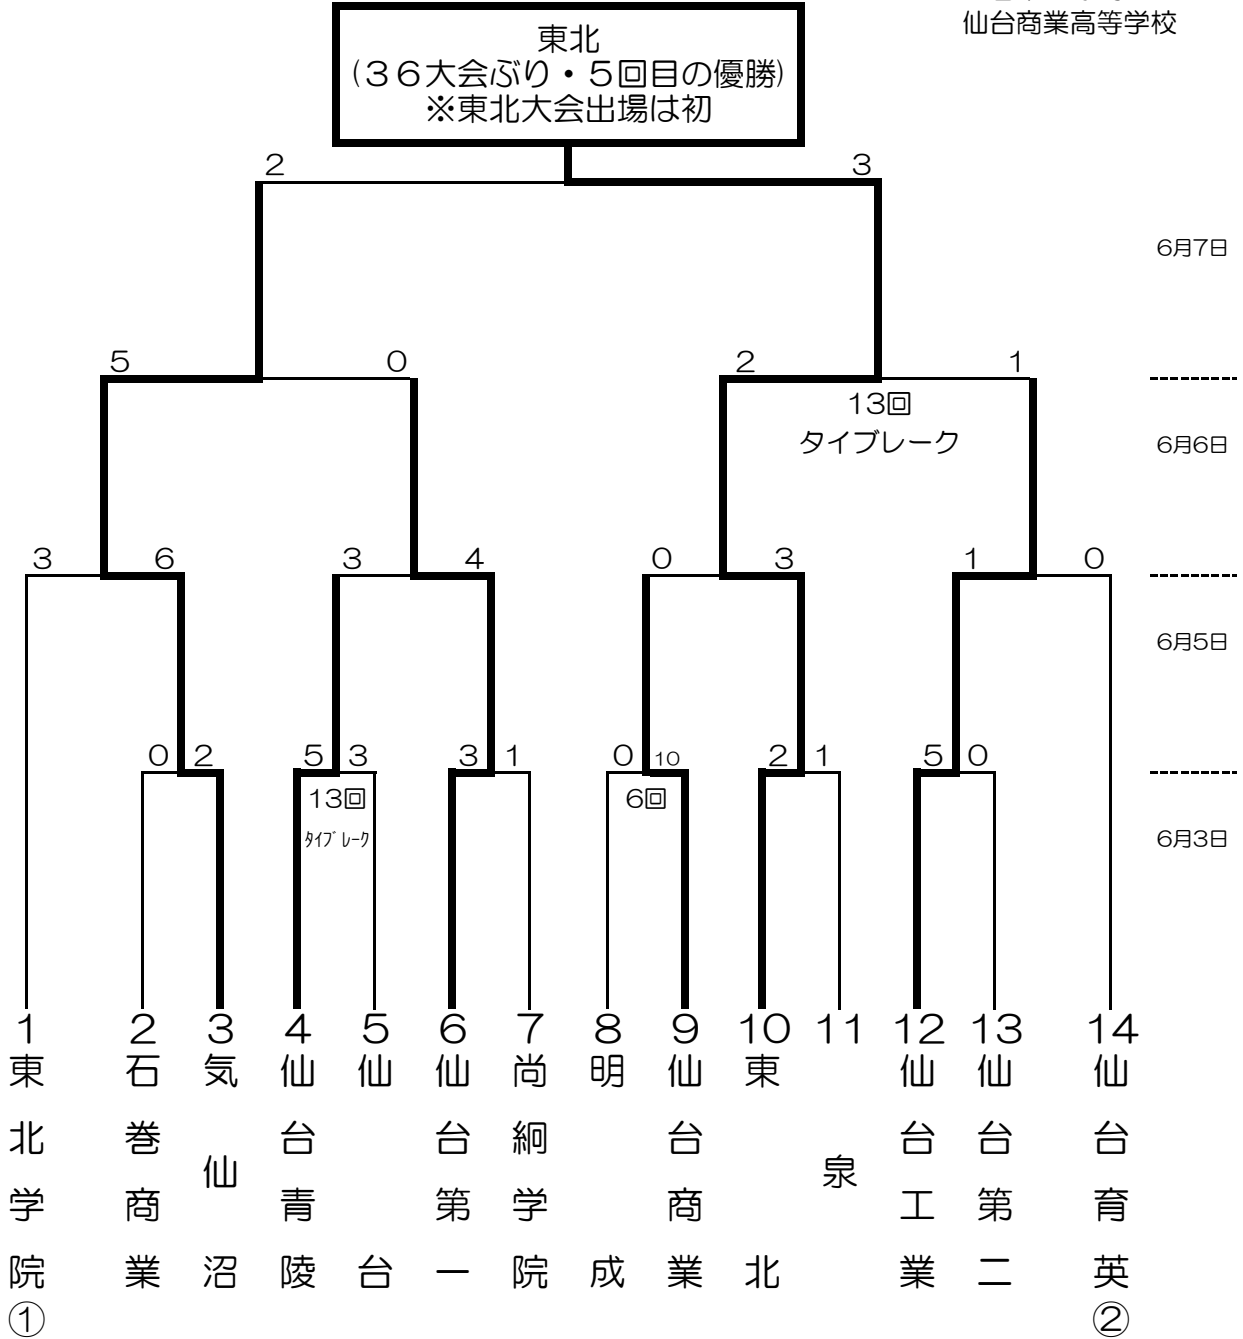 仙台商業高等学校
東北
(３６大会ぶり・５回目の優勝)
※東北大会出場は初
2 3
6月7日
5 0 2 1
13回
タイブレーク
6月6日
3 6 3 4 0 3 1 0
6月5日
0 2 5 3 3 1 0 10 2 1 5 0
13回 6回
ﾀｲﾌﾞﾚｰｸ
6月3日
1 2 3 4 5 6 7 8 9 10 11 12 13 14
東北学院
石巻商業
気仙沼
仙台青陵
仙台
仙台第一
尚絅学院
明成
仙台商業
東北
泉
仙台工業
仙台第二
仙台育英
① ②